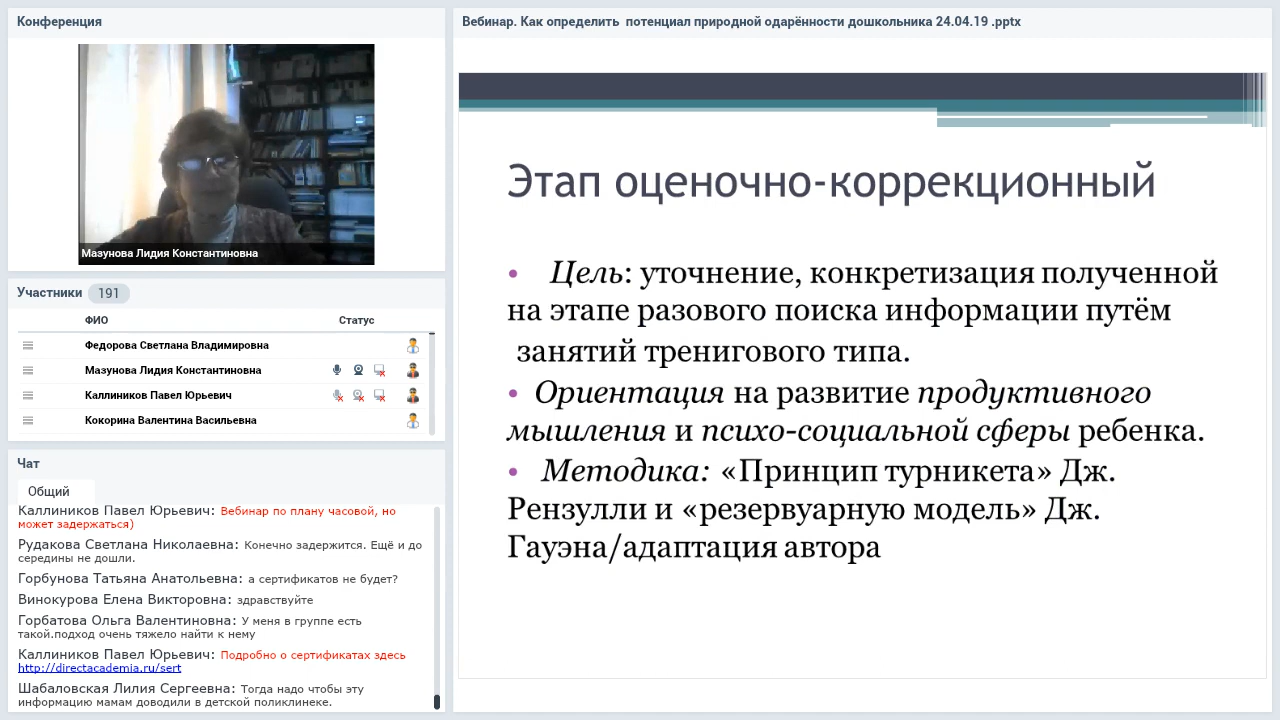 Конференция
Мазунова Лидия Константиновна
Участники 191
ФИО Статус
Федорова Светлана Владимировна
Мазунова Лидия Константиновна
Каллиников Павел Юрьевич
Кокорина Валентина Васильевна
Чат
Общий
Каллиников Павел Юрьевич: Вебинар по плану часовой, но
может задержаться)
Рудакова Светлана Николаевна: Конечно задержится. Ещё и до
середины не дошли.
Горбунова Татьяна Анатольевна: а сертификатов не будет?
Винокурова Елена Викторовна: здравствуйте
Горбатова Ольга Валентиновна: У меня в группе есть
такой.подход очень тяжело найти к нему
Каллиников Павел Юрьевич: Подробно о сертификатах здесь
http://directacademia.ru/sert
Шабаловская Лилия Сергеевна: Тогда надо чтобы эту
информацию мамам доводили в детской поликлинеке.
Вебинар. Как определить потенциал природной одарённости дошкольника 24.04.19 .pptx
Этап оценочно-коррекционный
• Цель: уточнение, конкретизация полученной
на этапе разового поиска информации путём
занятий тренигового типа.
• Ориентация на развитие продуктивного
мышления и психо-социальной сферы ребенка.
• Методика: «Принцип турникета» Дж.
Рензулли и «резервуарную модель» Дж.
Гауэна/адаптация автора